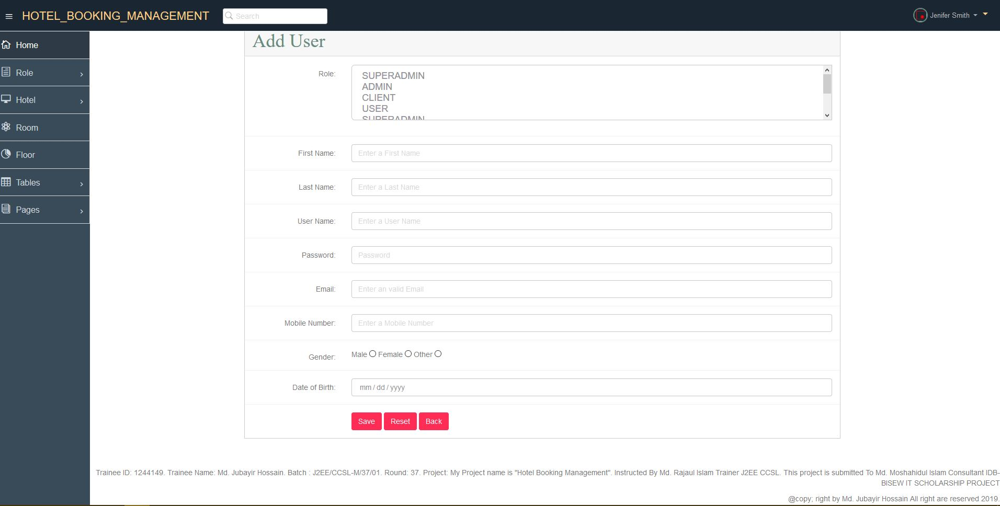 HOTEL_BOOKING_MANAGEMENT
Search
Jenifer Smith
Home
Role
Hotel
Room
Floor
Tables
Pages
Add User
Role:
SUPERADMIN
ADMIN
CLIENT
USER
SUPERADMIN
First Name:
Enter a First Name
Last Name:
Enter a Last Name
User Name:
Enter a User Name
Password:
Password
Email:
Enter an valid Email
Mobile Number:
Enter a Mobile Number
Gender:
Male Female Other
Date of Birth:
mm / dd / yyyy
Save Reset Back
Trainee ID: 1244149. Trainee Name: Md. Jubayir Hossain. Batch : J2EE/CCSL-M/37/01. Round: 37. Project: My Project name is "Hotel Booking Management". Instructed By Md. Rajaul Islam Trainer J2EE CCSL. This project is submitted To Md. Moshahidul Islam Consultant IDB-
BISEW IT SCHOLARSHIP PROJECT
@copy; right by Md. Jubayir Hossain All right are reserved 2019.